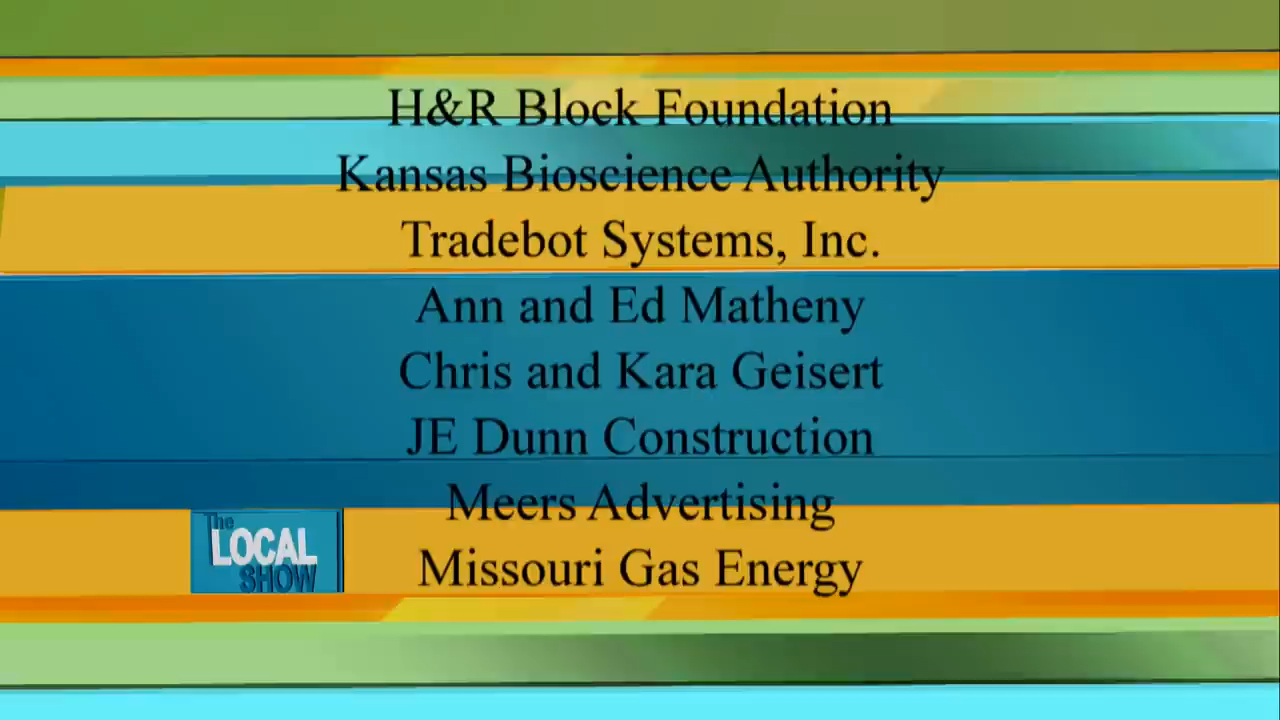 H&R Block Foundation
Kansas Bioscience Authority
Tradebot Systems, Inc.
Ann and Ed Matheny
Chris and Kara Geisert
JE Dunn Construction
Meers Advertising
Missouri Gas Energy
The
LOCAL
SHOW